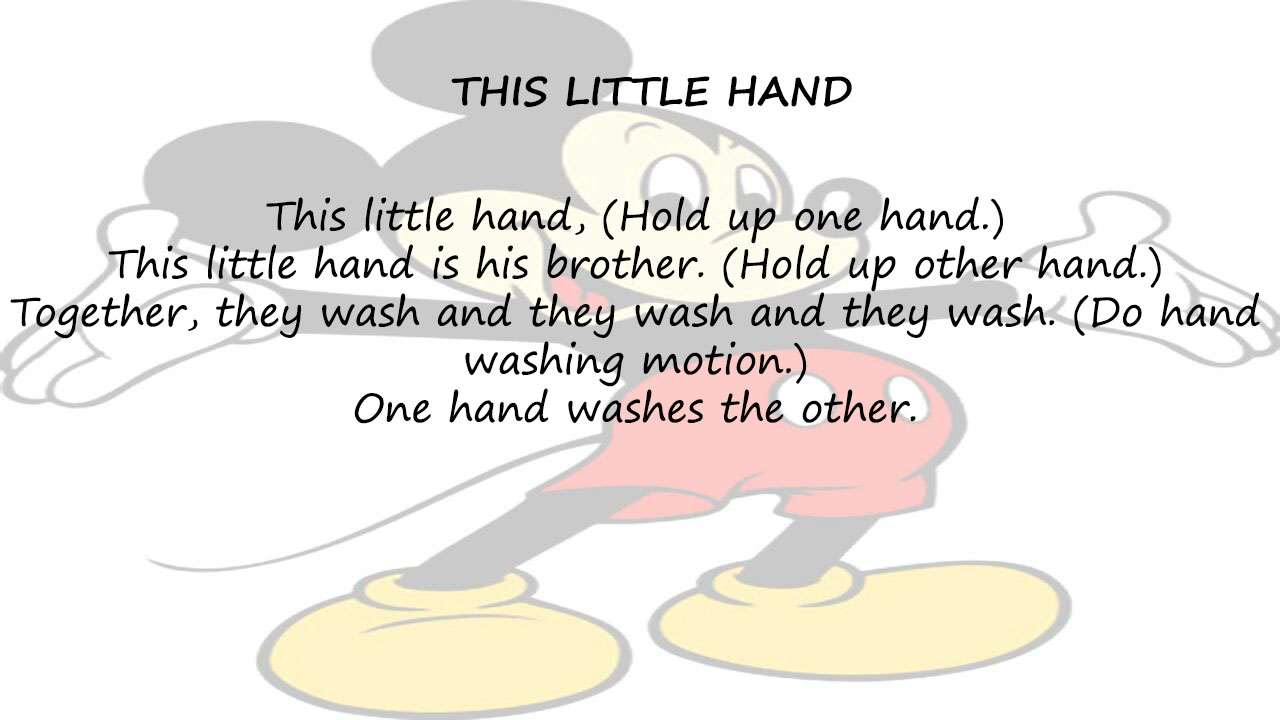 THIS LITTLE HAND
This little hand, (Hold up one hand.)
This little hand is his brother. (Hold up other hand.)
Together, they wash and they wash and they wash. (Do hand
washing motion.)
One hand washes the other.